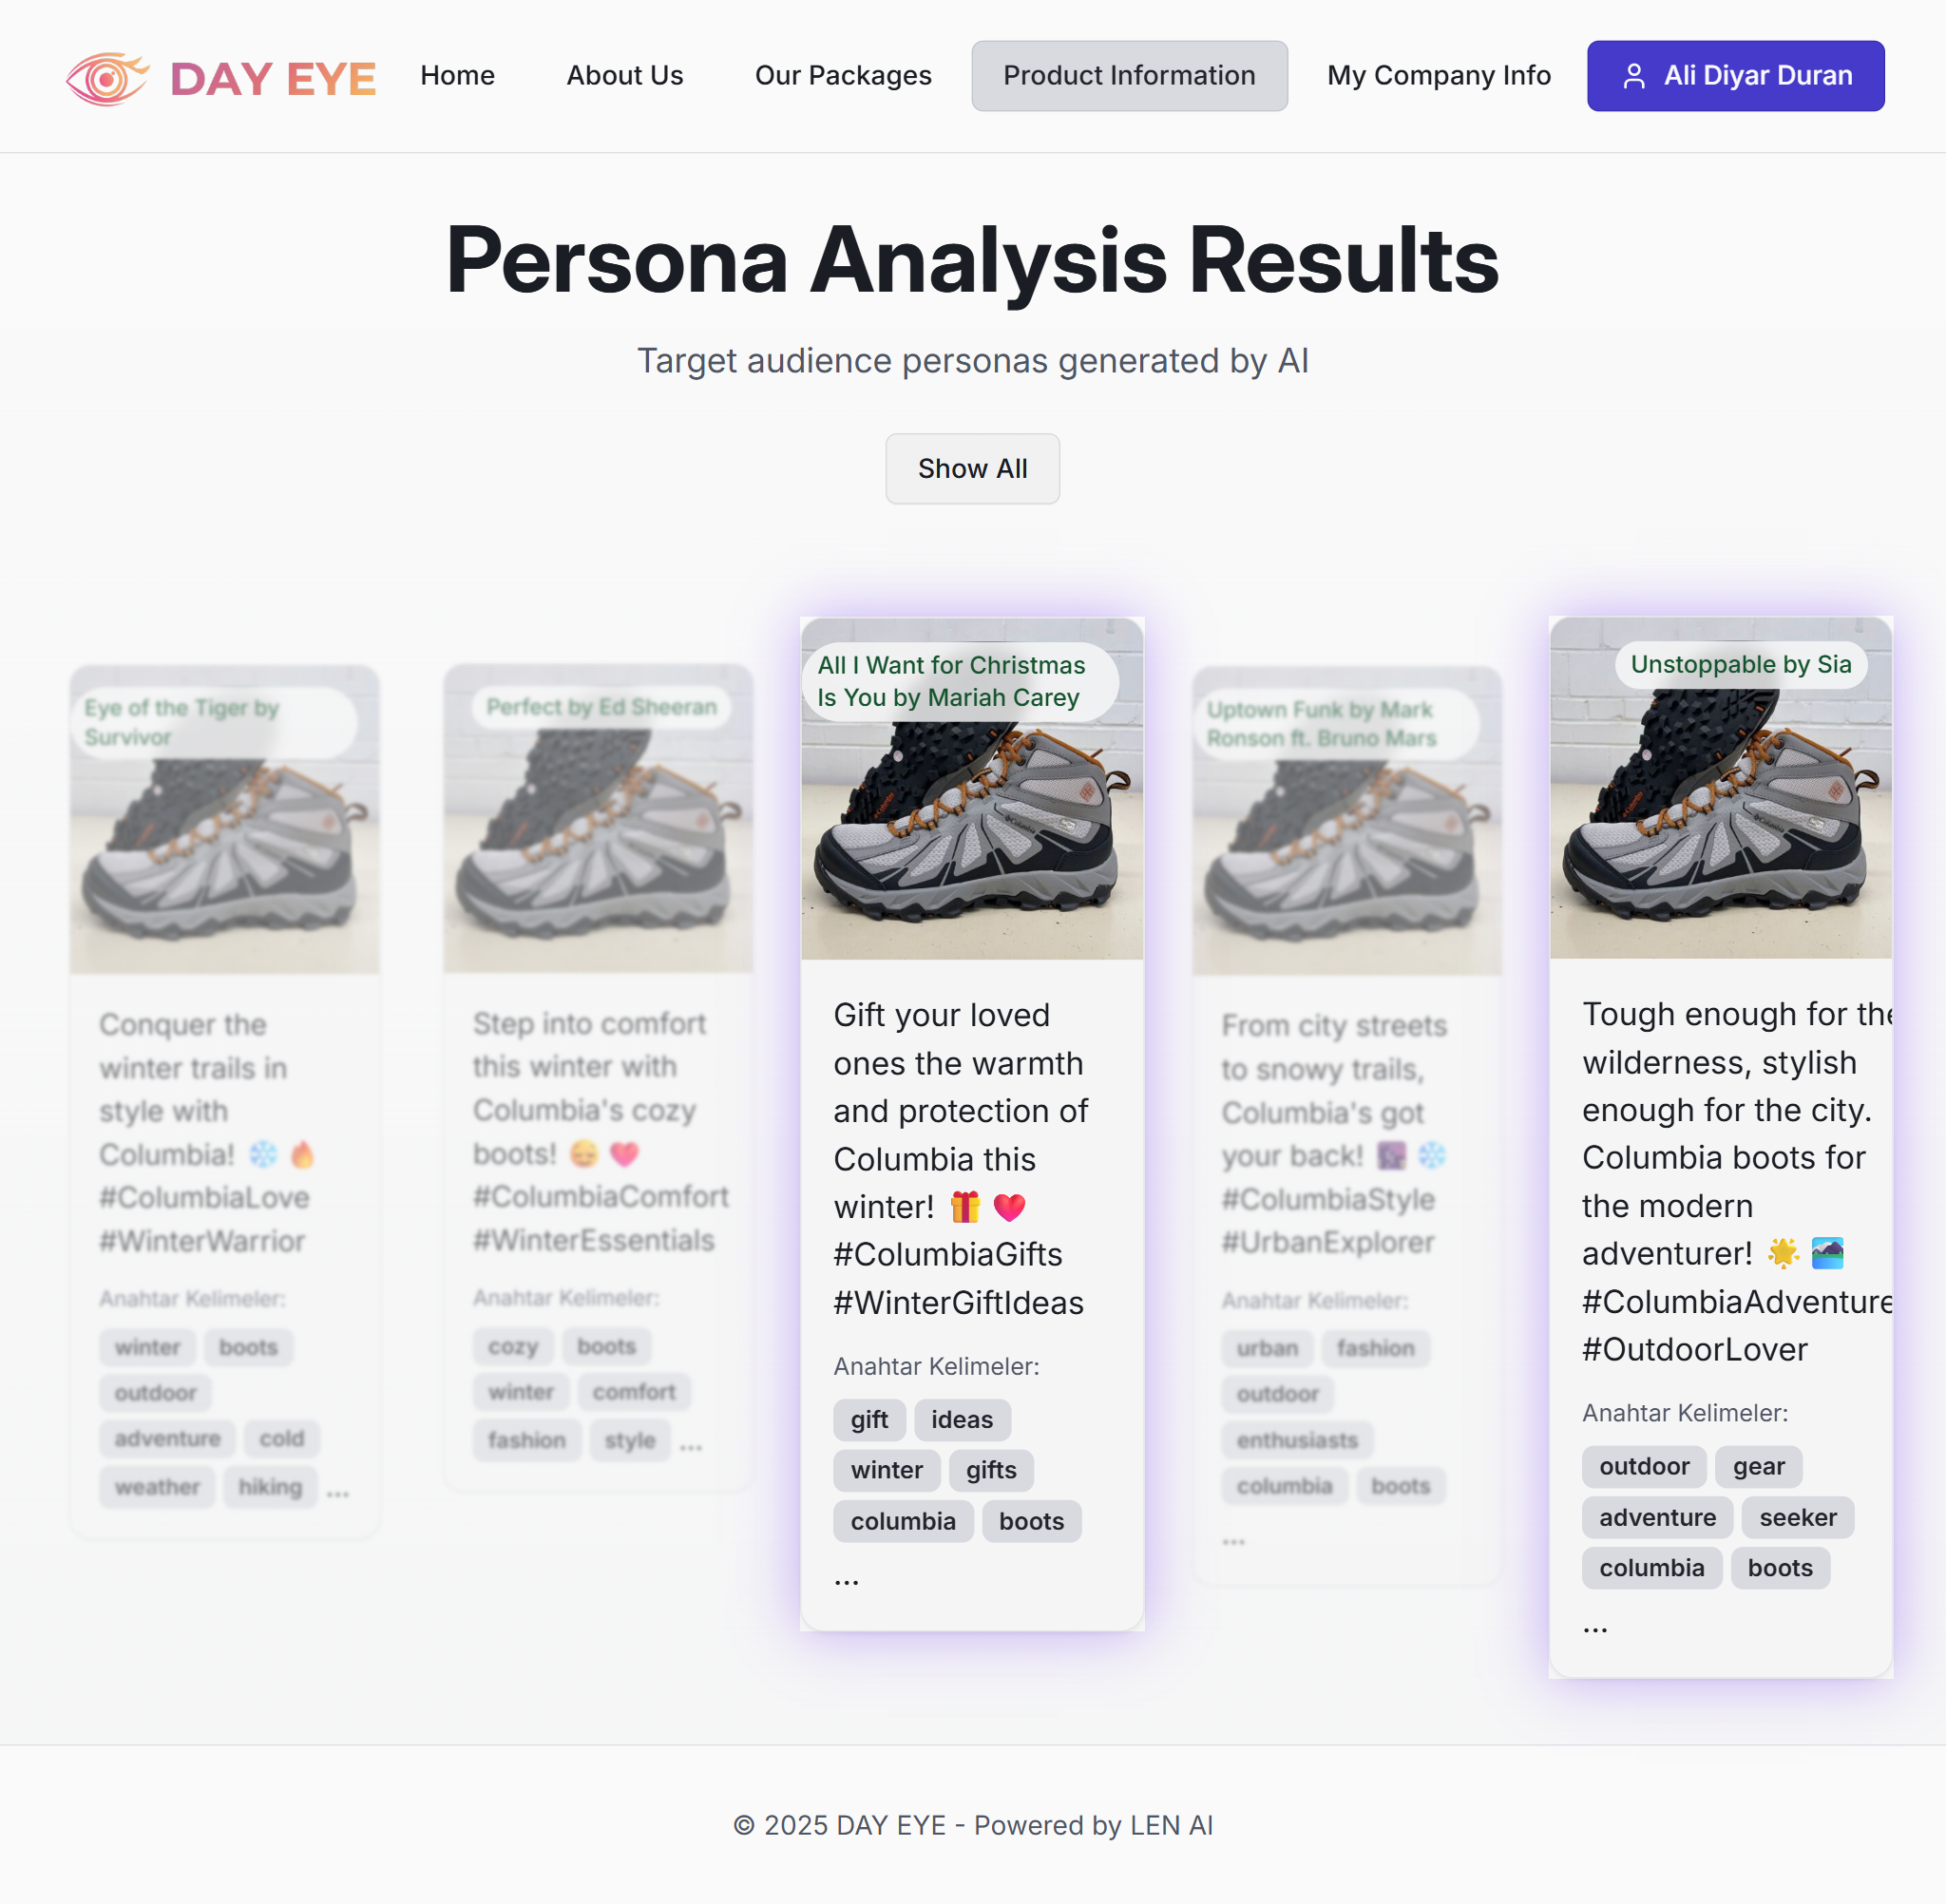 DAY EYE
Home
About Us
Our Packages
Product Information
My Company Info
Ali Diyar Duran
Persona Analysis Results
Target audience personas generated by AI
Show All
Eye of the Tiger by
Survivor
Conquer the
winter trails in
style with
Columbia! ❄️ 🔥
#ColumbiaLove
#WinterWarrior
Anahtar Kelimeler:
winter boots
outdoor
adventure cold
weather hiking ...
Perfect by Ed Sheeran
Step into comfort
this winter with
Columbia's cozy
boots! 😌 💖
#ColumbiaComfort
#WinterEssentials
Anahtar Kelimeler:
cozy boots
winter comfort
fashion style ...
All I Want for Christmas
Is You by Mariah Carey
Columbia
Gift your loved
ones the warmth
and protection of
Columbia this
winter! 🎁 ❤️
#ColumbiaGifts
#WinterGiftIdeas
Anahtar Kelimeler:
gift ideas
winter gifts
columbia boots
...
Uptown Funk by Mark
Ronson ft. Bruno Mars
From city streets
to snowy trails,
Columbia's got
your back! 🌆 ❄️
#ColumbiaStyle
#UrbanExplorer
Anahtar Kelimeler:
urban fashion
outdoor
enthusiasts
columbia boots
...
Unstoppable by Sia
Columbia
Tough enough for the
wilderness, stylish
enough for the city.
Columbia boots for
the modern
adventurer! 🌟 🏞️
#ColumbiaAdventure
#OutdoorLover
Anahtar Kelimeler:
outdoor gear
adventure seeker
columbia boots
...
© 2025 DAY EYE - Powered by LEN AI